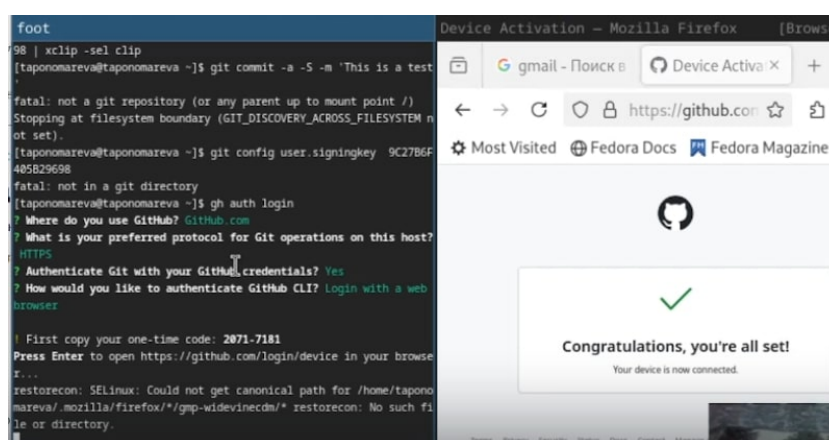 foot
98 | xclip -sel clip
[taponomareva@taponomareva ~]$ git commit -a -S -m 'This is a test
'
fatal: not a git repository (or any parent up to mount point /)
Stopping at filesystem boundary (GIT_DISCOVERY_ACROSS_FILESYSTEM n
ot set).
[taponomareva@taponomareva ~]$ git config user.signingkey 9C27B6F
405B29698
fatal: not in a git directory
[taponomareva@taponomareva ~]$ gh auth login
? Where do you use GitHub? GitHub.com
? What is your preferred protocol for Git operations on this host?
HTTPS
? Authenticate Git with your GitHub credentials? Yes
? How would you like to authenticate GitHub CLI? Login with a web
browser
! First copy your one-time code: 2071-7181
Press Enter to open https://github.com/login/device in your browse
r...
restorecon: SELinux: Could not get canonical path for /home/tapono
mareva/.mozilla/firefox/*/gmp-widevinecdm/* restorecon: No such fi
le or directory.
Device Activation — Mozilla Firefox [Brows
gmail - Поиск в
Device Activa
https://github.com
Most Visited
Fedora Docs
Fedora Magazine
Congratulations, you're all set!
Your device is now connected.